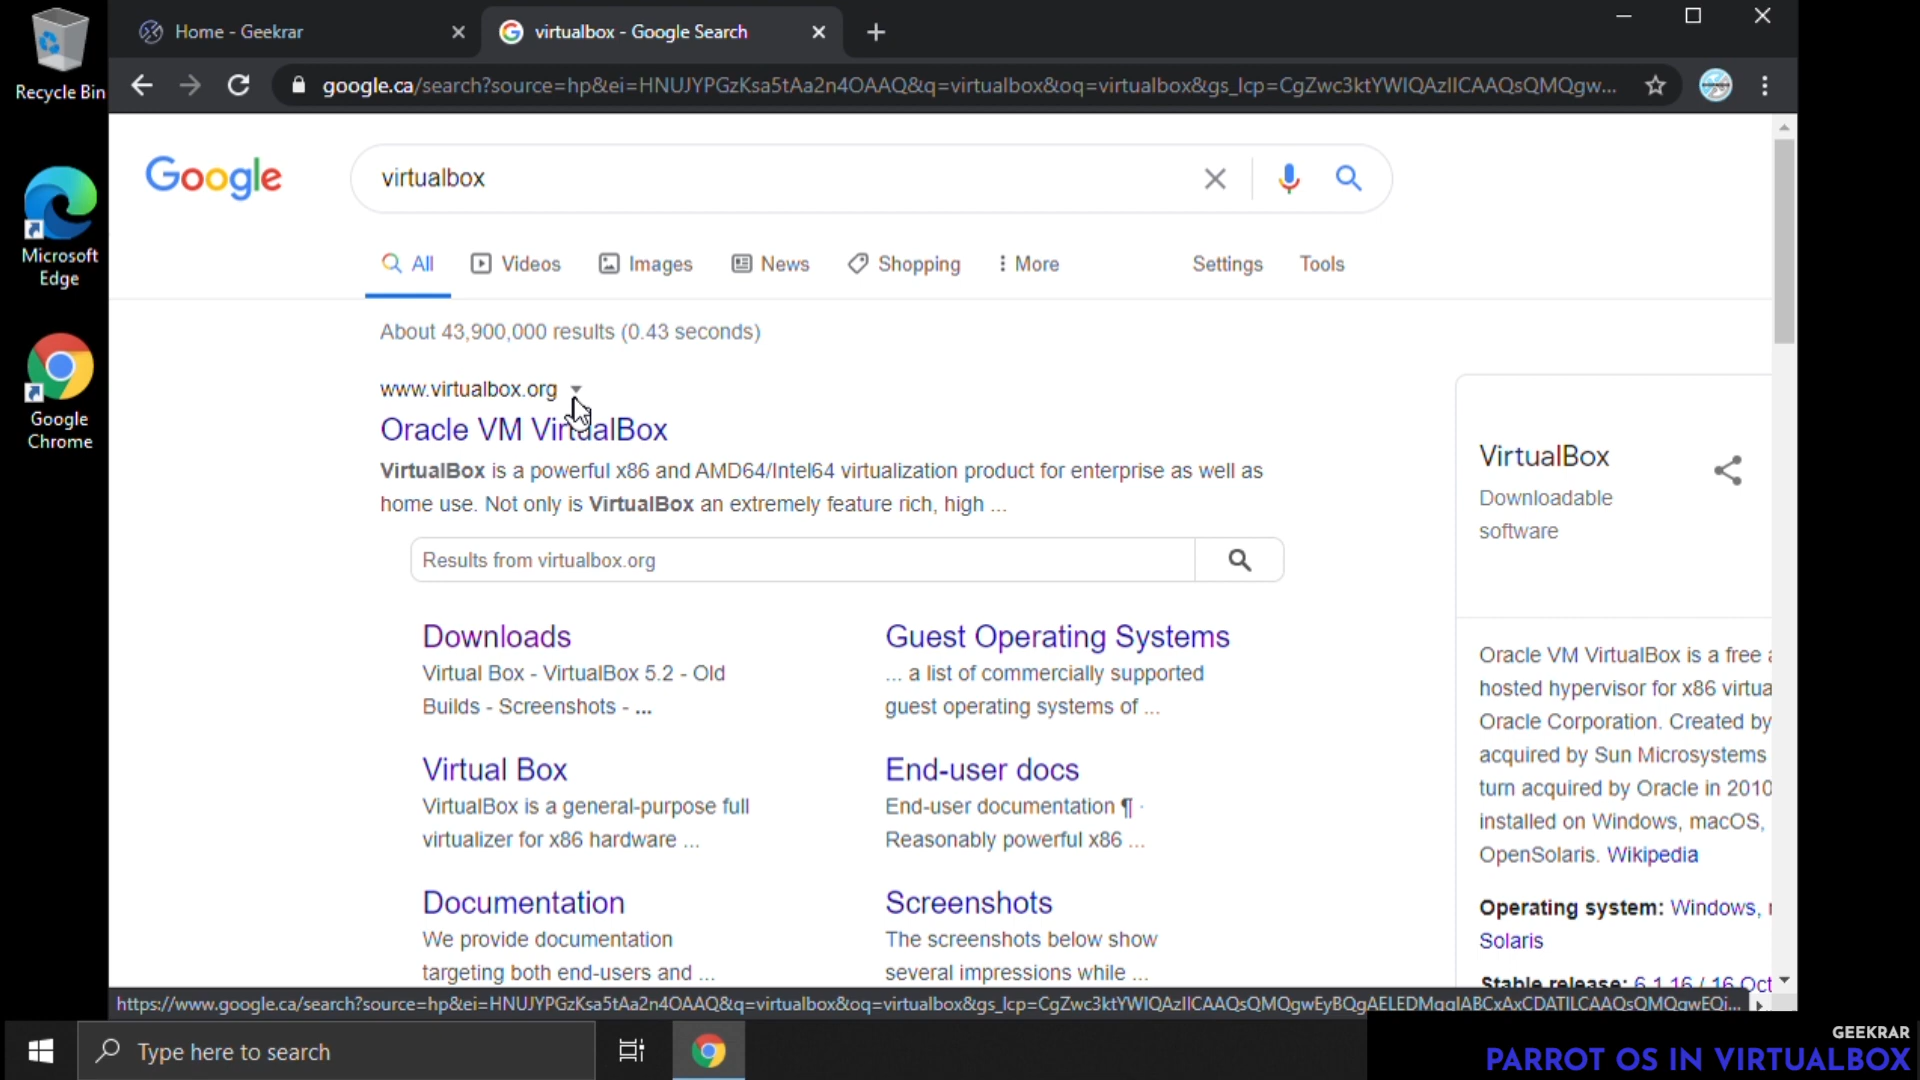 Recycle Bin
Microsoft
Edge
Google
Chrome
Home - Geekrar
virtualbox - Google Search
google.ca/search?source=hp&ei=HNUJYPGzKsa5tAa2n4OAAQ&q=virtualbox&oq=virtualbox&gs_lcp=CgZwc3ktYWIQAzIICAAQsQMQgw...
Google
virtualbox
All
Videos
Images
News
Shopping
More
Settings
Tools
About 43,900,000 results (0.43 seconds)
www.virtualbox.org
Oracle VM VirtualBox
VirtualBox is a powerful x86 and AMD64/Intel64 virtualization product for enterprise as well as
home use. Not only is VirtualBox an extremely feature rich, high ...
Results from virtualbox.org
Downloads
Virtual Box - VirtualBox 5.2 - Old
Builds - Screenshots - ...
Guest Operating Systems
... a list of commercially supported
guest operating systems of ...
Virtual Box
VirtualBox is a general-purpose full
virtualizer for x86 hardware ...
End-user docs
End-user documentation ¶ ·
Reasonably powerful x86 ...
Documentation
We provide documentation
targeting both end-users and ...
Screenshots
The screenshots below show
several impressions while ...
VirtualBox
Downloadable
software
Oracle VM VirtualBox is a free
hosted hypervisor for x86 virtua
Oracle Corporation. Created by
acquired by Sun Microsystems
turn acquired by Oracle in 2010
installed on Windows, macOS,
OpenSolaris. Wikipedia
Operating system: Windows,
Solaris
Stable release: 6.1.16 / 16 Oct
https://www.google.ca/search?source=hp&ei=HNUJYPGzKsa5tAa2n4OAAQ&q=virtualbox&oq=virtualbox&gs_lcp=CgZwc3ktYWIQAzIICAAQsQMQgwEyBQgAELEDMggIABCxAxCDATILCAAQsQMQgwEQi...
Type here to search
GEEKRAR
PARROT OS IN VIRTUALBOX